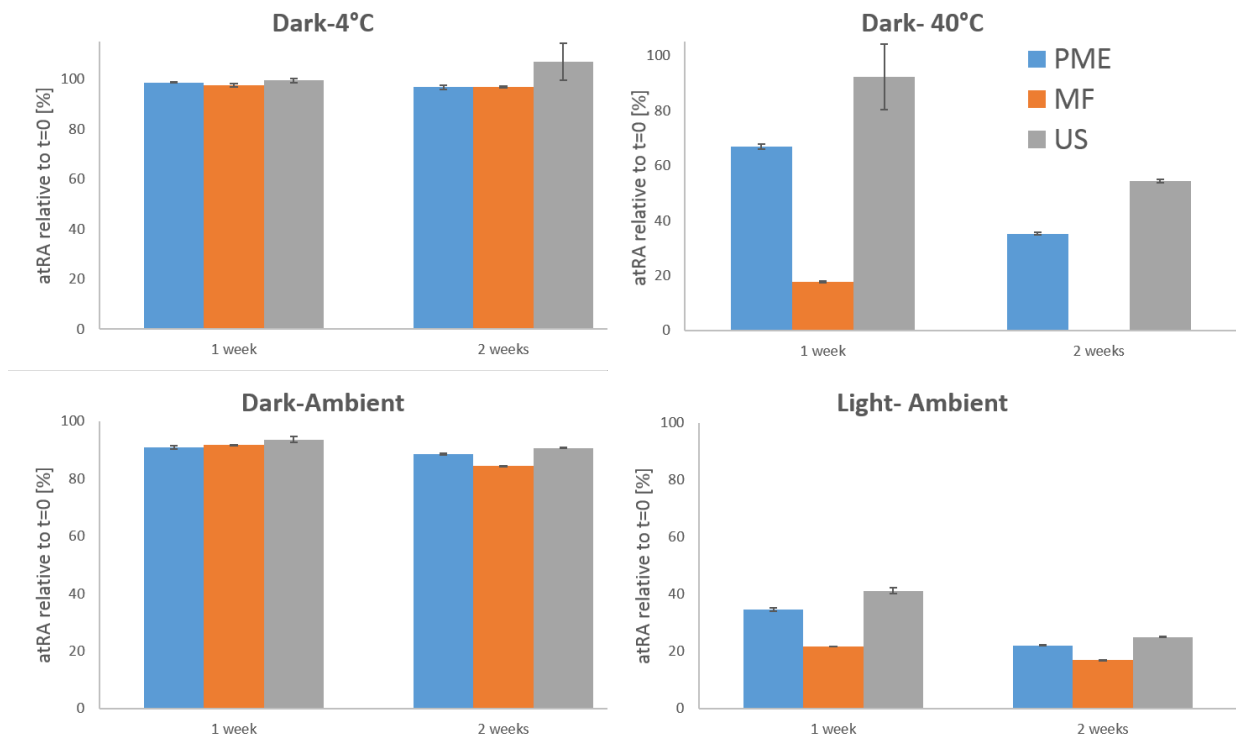 Dark-4°C
atRA relative to t=0 [%]
100
80
60
40
20
0
1 week
2 weeks
Dark- 40°C
PME
MF
US
atRA relative to t=0 [%]
100
80
60
40
20
0
1 week
2 weeks
Dark-Ambient
atRA relative to t=0 [%]
100
80
60
40
20
0
1 week
2 weeks
Light- Ambient
atRA relative to t=0 [%]
100
80
60
40
20
0
1 week
2 weeks